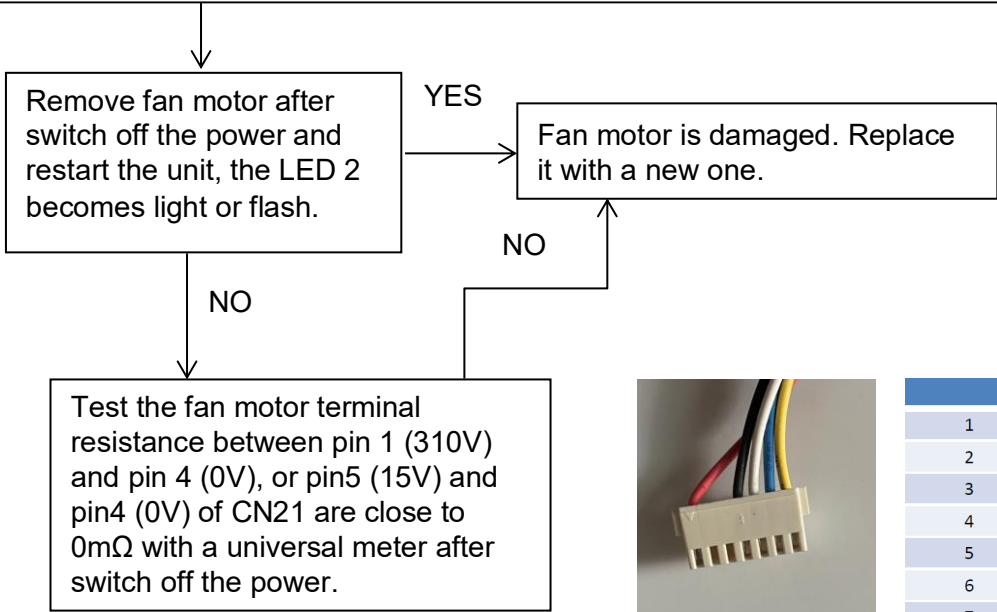 Remove fan motor after
switch off the power and
restart the unit, the LED 2
becomes light or flash.
YES
Fan motor is damaged. Replace
it with a new one.
NO
NO
Test the fan motor terminal
resistance between pin 1 (310V)
and pin 4 (0V), or pin5 (15V) and
pin4 (0V) of CN21 are close to
0mΩ with a universal meter after
switch off the power.
1
2
3
4
5
6